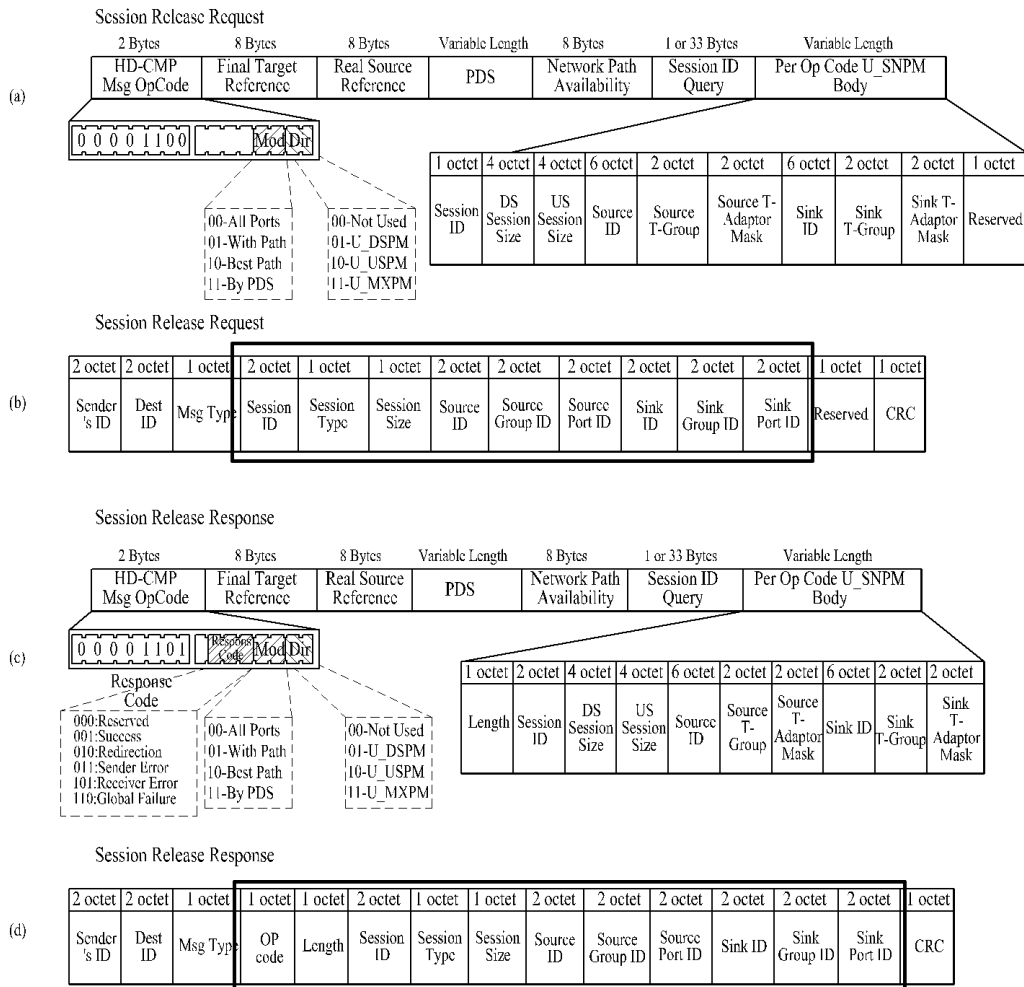 Session Release Request
2 Bytes 8 Bytes 8 Bytes Variable Length 8 Bytes 1 or 33 Bytes Variable Length
(a)
HD-CMP Msg OpCode
Final Target Reference
Real Source Reference
PDS
Network Path Availability
Session ID Query
Per Op Code U_SNPM Body
0 0 0 0 1 1 0 0 Mod Dir
00-All Ports
01-With Path
10-Best Path
11-By PDS
00-Not Used
01-U_DSPM
10-U_USPM
11-U_MXPM
1 octet 4 octet 4 octet 6 octet 2 octet 2 octet 6 octet 2 octet 2 octet 1 octet
Session ID
DS Session Size
US Session Size
Source ID
Source T-Group
Source T-Adaptor Mask
Sink ID
Sink T-Group
Sink T-Adaptor Mask
Reserved
Session Release Request
2 octet 2 octet 1 octet 2 octet 1 octet 1 octet 2 octet 2 octet 2 octet 2 octet 2 octet 2 octet 1 octet 1 octet
(b)
Sender's ID
Dest ID
Msg Type
Session ID
Session Type
Session Size
Source ID
Source Group ID
Source Port ID
Sink ID
Sink Group ID
Sink Port ID
Reserved
CRC
Session Release Response
2 Bytes 8 Bytes 8 Bytes Variable Length 8 Bytes 1 or 33 Bytes Variable Length
HD-CMP Msg OpCode
Final Target Reference
Real Source Reference
PDS
Network Path Availability
Session ID Query
Per Op Code U_SNPM Body
(c)
0 0 0 0 1 1 0 1 Respons Code Mod Dir
Response Code
000:Reserved
001:Success
010:Redirection
011:Sender Error
101:Receiver Error
110:Global Failure
00-All Ports
01-With Path
10-Best Path
11-By PDS
00-Not Used
01-U_DSPM
10-U_USPM
11-U_MXPM
1 octet 2 octet 4 octet 4 octet 6 octet 2 octet 2 octet 6 octet 2 octet 2 octet
Length
Session ID
DS Session Size
US Session Size
Source ID
Source T-Group
Source T-Adaptor Mask
Sink ID
Sink T-Group
Sink T-Adaptor Mask
Session Release Response
2 octet 2 octet 1 octet 1 octet 1 octet 2 octet 1 octet 1 octet 2 octet 2 octet 2 octet 2 octet 2 octet 2 octet 1 octet
(d)
Sender's ID
Dest ID
Msg Type
OP code
Length
Session ID
Session Type
Session Size
Source ID
Source Group ID
Source Port ID
Sink ID
Sink Group ID
Sink Port ID
CRC